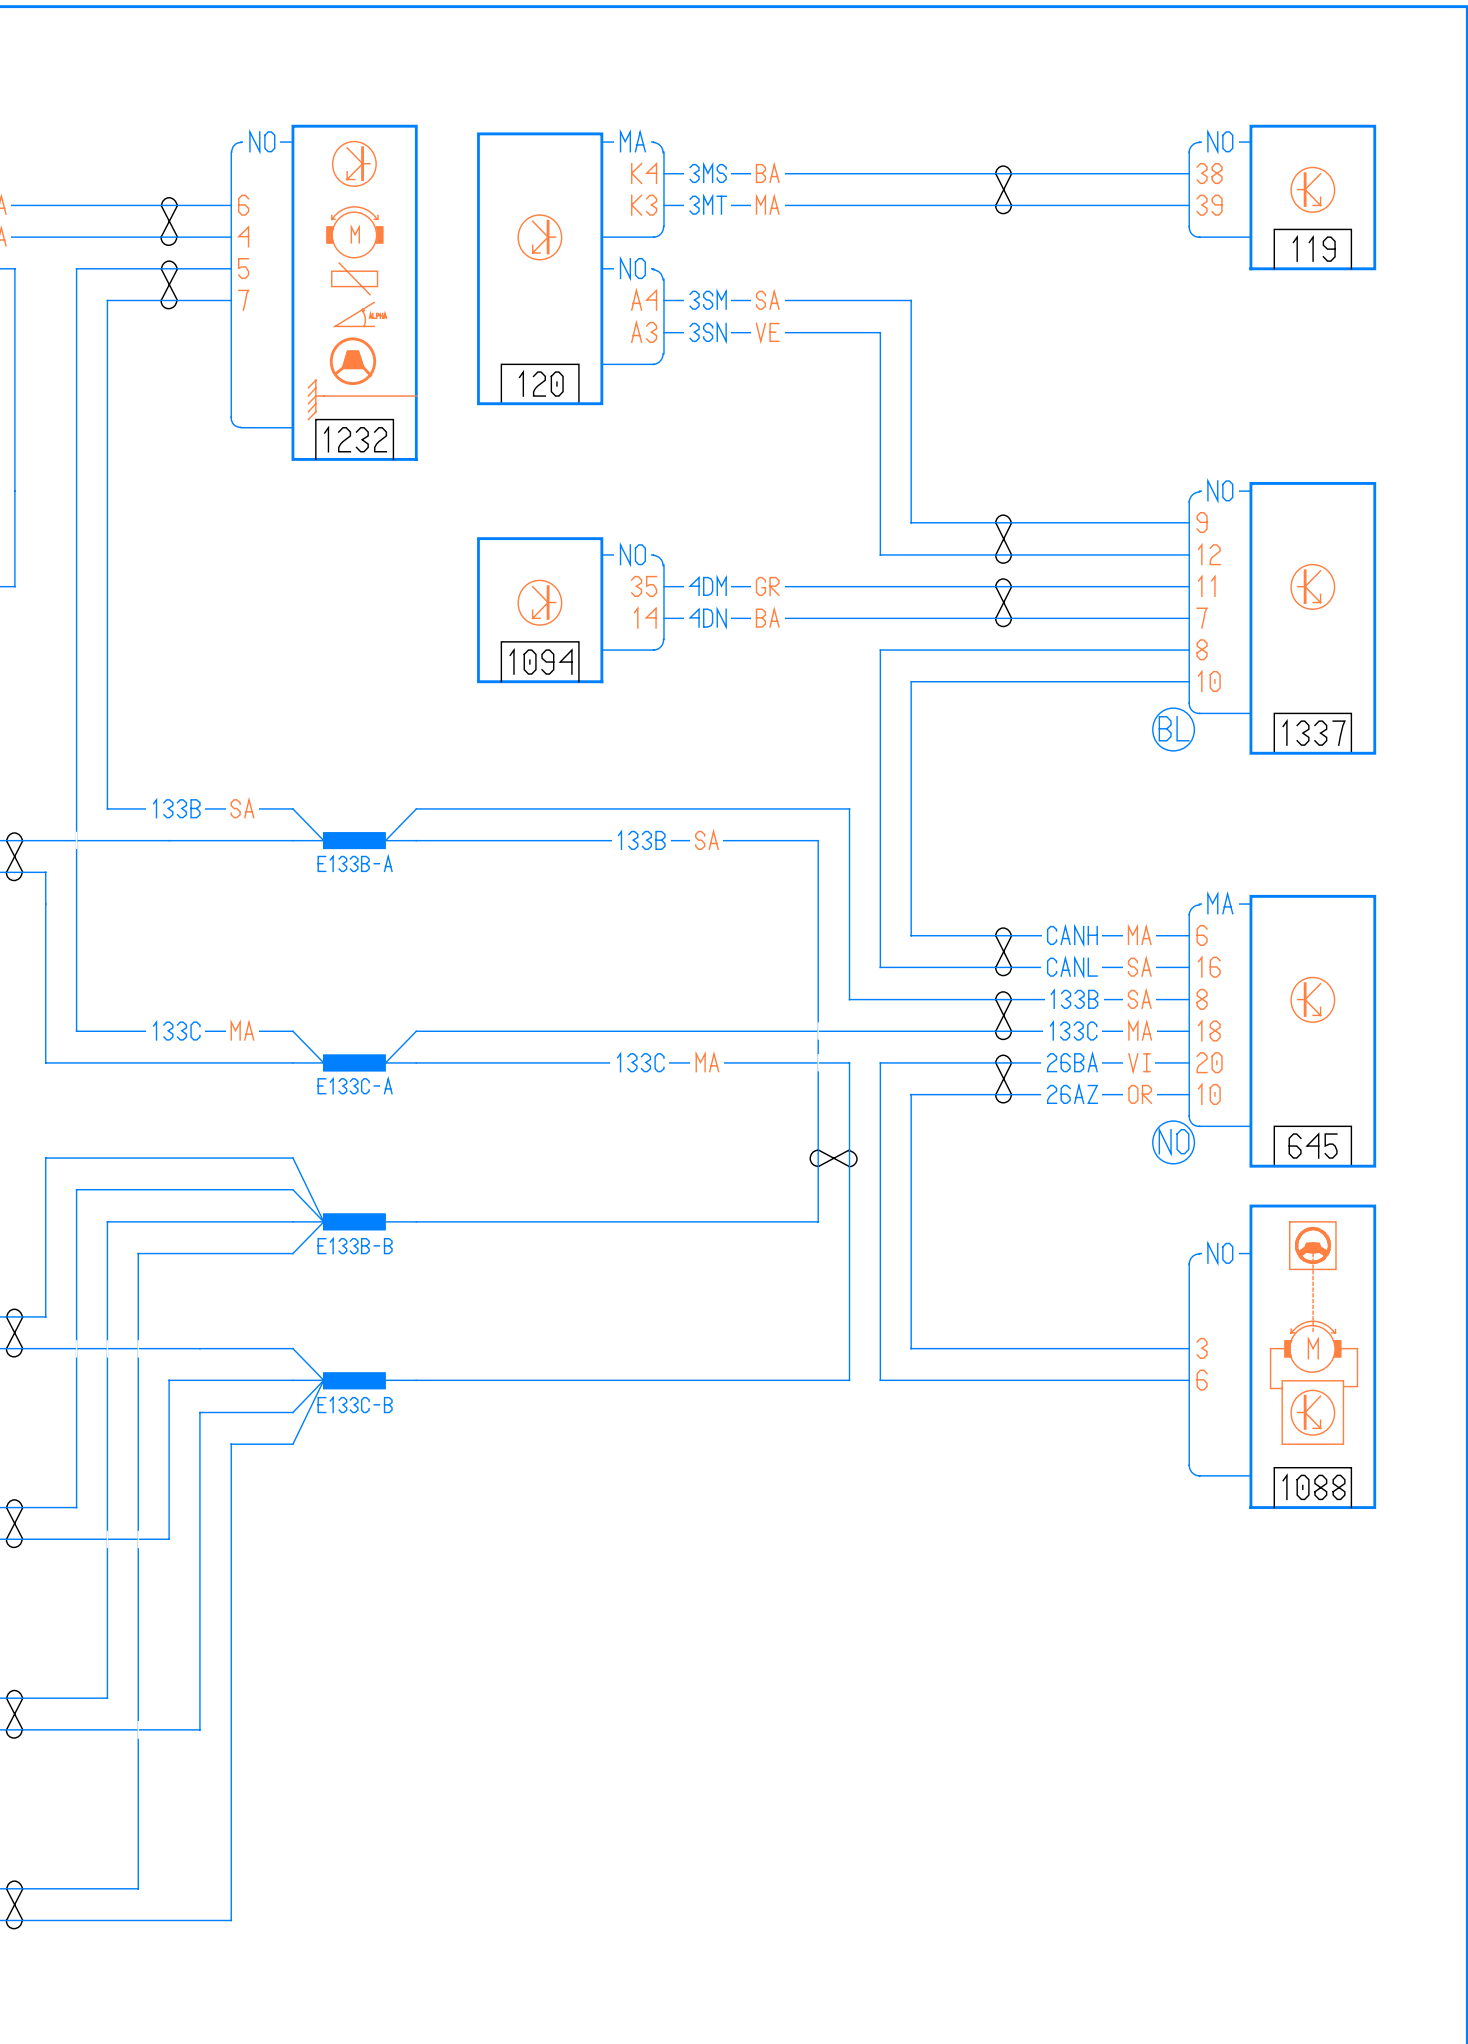 NO
6
4
5
7
M
ALPHA
1232
MA
K4 3MS BA
K3 3MT MA
NO
A4 3SM SA
A3 3SN VE
120
NO
38
39
119
NO
35 4DM GR
14 4DN BA
1094
NO
9
12
11
7
8
10
BL
1337
133B SA
133B SA
E133B-A
MA
CANH MA 6
CANL SA 16
133B SA 8
133C MA 18
26BA VI 20
26AZ OR 10
NO
645
133C MA
133C MA
E133C-A
E133B-B
E133C-B
NO
3
6
M
1088